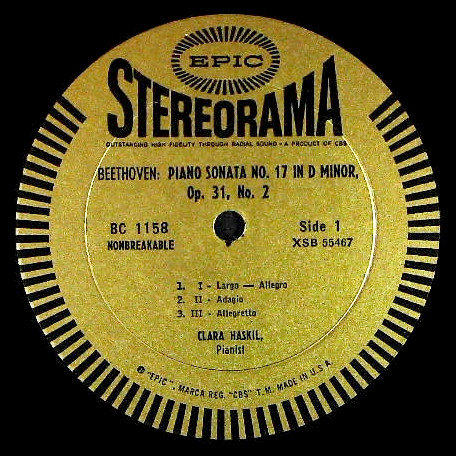 EPIC
STEREORAMA
OUTSTANDING HIGH FIDELITY THROUGH RADIAL SOUND • A PRODUCT OF CBS
BEETHOVEN: PIANO SONATA NO. 17 IN D MINOR,
Op. 31, No. 2
BC 1158 Side 1
NONBREAKABLE XSB 55467
1. I - Largo — Allegro
2. II - Adagio
3. III - Allegretto
CLARA HASKIL,
Pianist
℗ "EPIC", MARCA REG. "CBS" T.M. MADE IN U.S.A.